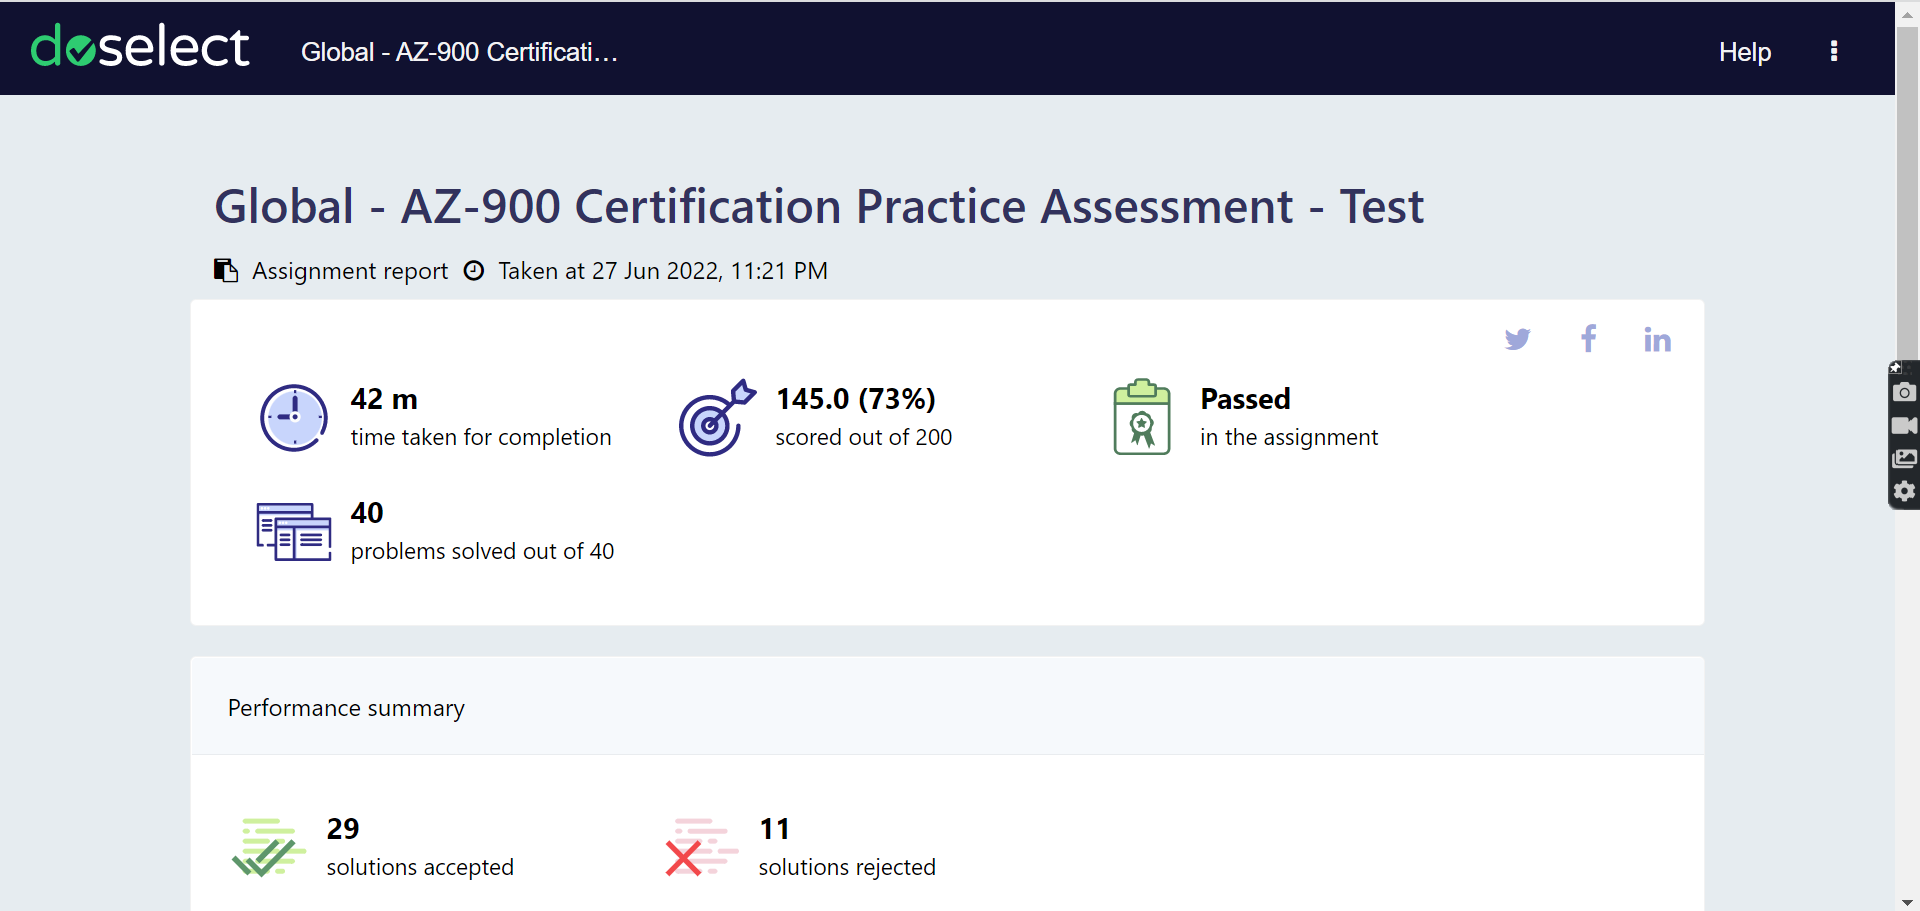 doselect
Global - AZ-900 Certificati...
Help
Global - AZ-900 Certification Practice Assessment - Test
Assignment report Taken at 27 Jun 2022, 11:21 PM
42 m
time taken for completion
145.0 (73%)
scored out of 200
Passed
in the assignment
40
problems solved out of 40
Performance summary
29
solutions accepted
11
solutions rejected